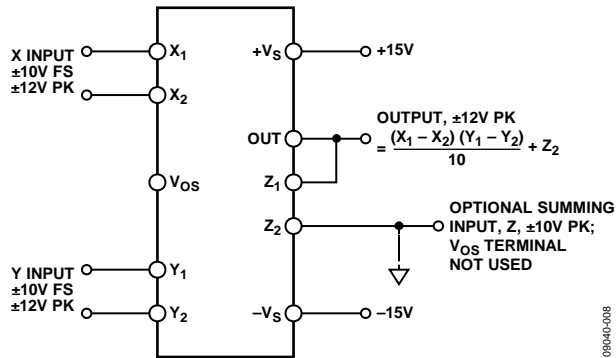 X INPUT
±10V FS
±12V PK
X1
X2
VOS
Y INPUT
±10V FS
±12V PK
Y1
Y2
+VS
+15V
OUT
OUTPUT, ±12V PK
= (X1 – X2) (Y1 – Y2)
10
+ Z2
Z1
Z2
OPTIONAL SUMMING
INPUT, Z, ±10V PK;
VOS TERMINAL
NOT USED
–VS
–15V
09040-008